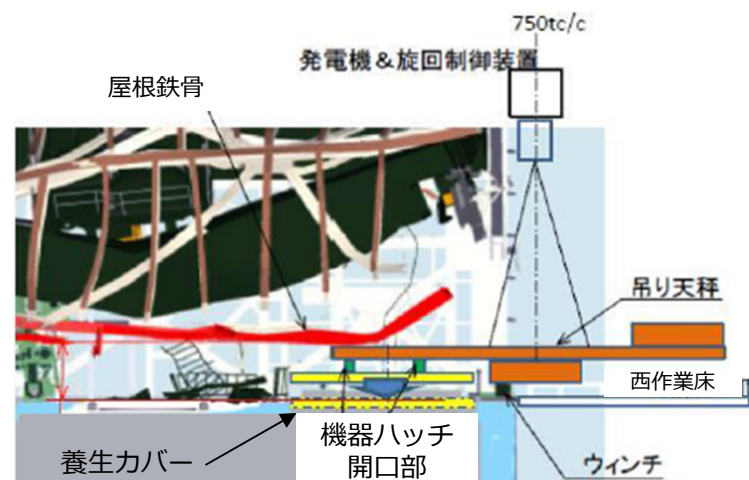 750tc/c
発電機&旋回制御装置
屋根鉄骨
吊り天秤
西作業床
機器ハッチ
開口部
養生カバー
ウィンチ